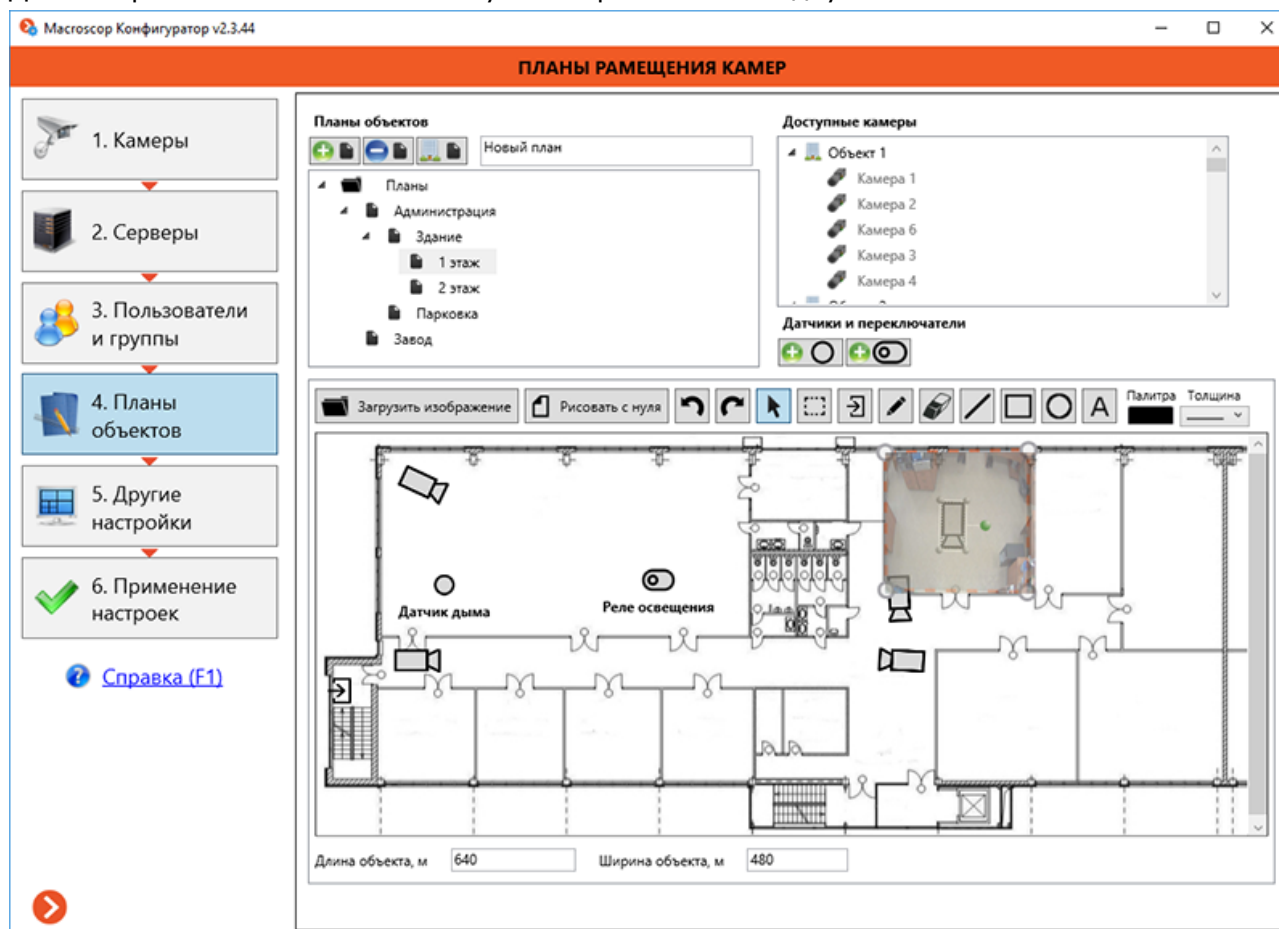 Macroscop Конфигуратор v2.3.44
ПЛАНЫ РАМЕЩЕНИЯ КАМЕР
1. Камеры
2. Серверы
3. Пользователи
и группы
4. Планы
объектов
5. Другие
настройки
6. Применение
настроек
Справка (F1)
Планы объектов
Новый план
Планы
Администрация
Здание
1 этаж
2 этаж
Парковка
Завод
Доступные камеры
Объект 1
Камера 1
Камера 2
Камера 6
Камера 3
Камера 4
Датчики и переключатели
Загрузить изображение
Рисовать с нуля
A
Палитра
Толщина
Датчик дыма
Реле освещения
Длина объекта, м
640
Ширина объекта, м
480